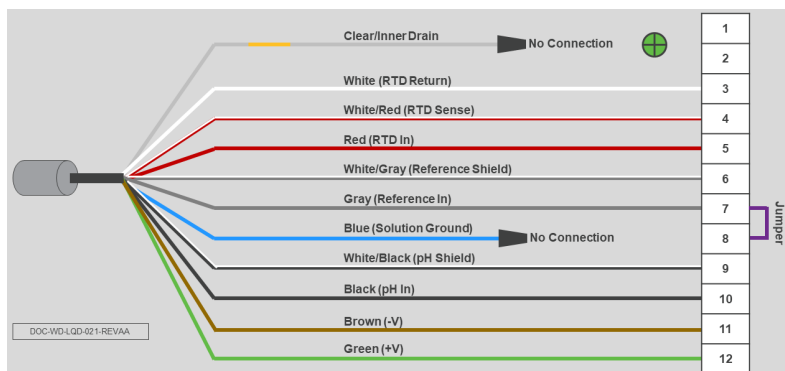 Clear/Inner Drain
No Connection
1
2
White (RTD Return)
3
White/Red (RTD Sense)
4
Red (RTD In)
5
White/Gray (Reference Shield)
6
Gray (Reference In)
7
Blue (Solution Ground)
No Connection
8
Jumper
White/Black (pH Shield)
9
Black (pH In)
10
Brown (-V)
11
DOC-WD-LQD-021-REVAA
Green (+V)
12